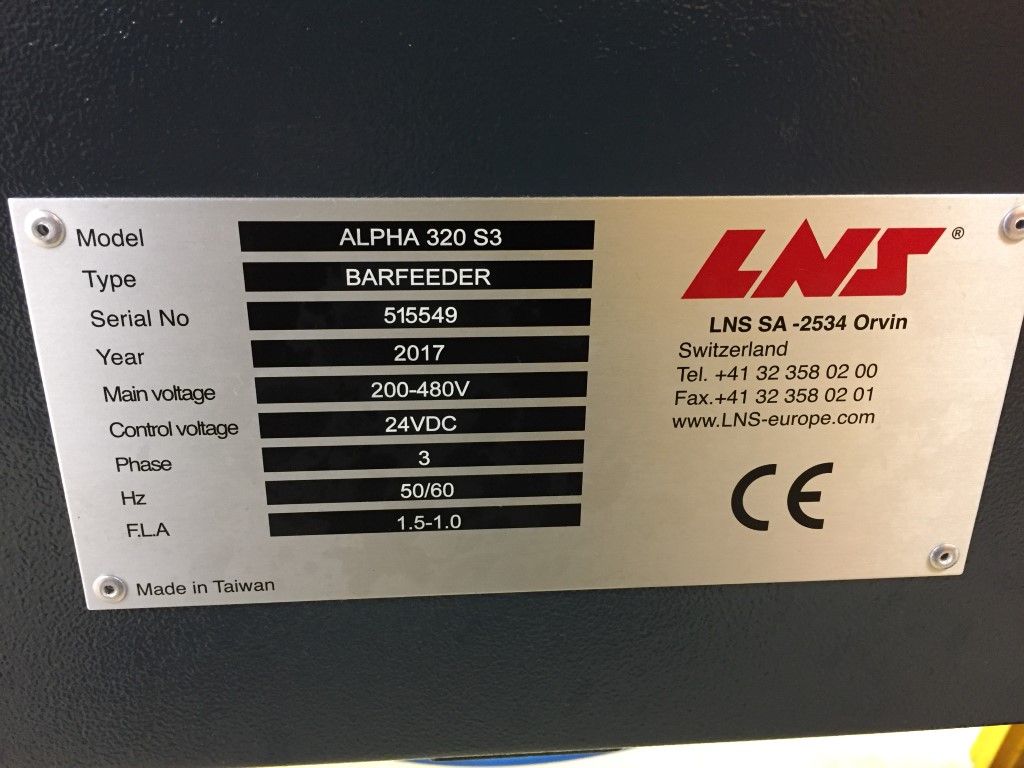 Model ALPHA 320 S3
Type BARFEEDER
Serial No 515549
Year 2017
Main voltage 200-480V
Control voltage 24VDC
Phase 3
Hz 50/60
F.L.A 1.5-1.0
Made in Taiwan
LNS®
LNS SA -2534 Orvin
Switzerland
Tel. +41 32 358 02 00
Fax.+41 32 358 02 01
www.LNS-europe.com
CE